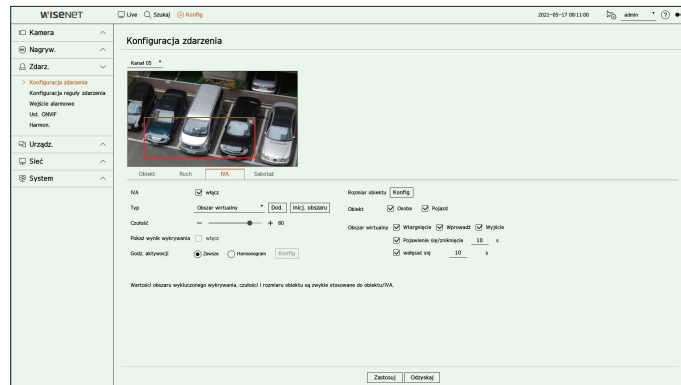 WISENET
Live Szukaj Konfig
2021-05-17 08:11:00 admin ?
Kamera
Nagryw.
Zdarz.
> Konfiguracja zdarzenia
Konfiguracja reguły zdarzenia
Wejście alarmowe
Ust. ONVIF
Harmon.
Urządz.
Sieć
System
Konfiguracja zdarzenia
Kanał 05
Obiekt Ruch IVA Sabotaż
IVA włącz
Typ Obszar wirtualny Dod. Inicj. obszaru
Czułość − + 80
Pokaż wynik wykrywania włącz
Godz. aktywacji Zawsze Harmonogram Konfig
Rozmiar obiektu Konfig
Obiekt Osoba Pojazd
Obszar wirtualny Wtargnięcie Wprowadź Wyjście
Pojawienie się/zniknięcie 10 s
wałęsać się 10 s
Wartości obszaru wykluczonego wykrywania, czułości i rozmiaru obiektu są zwykle stosowane do obiektu/IVA.
Zastosuj Odzyskaj